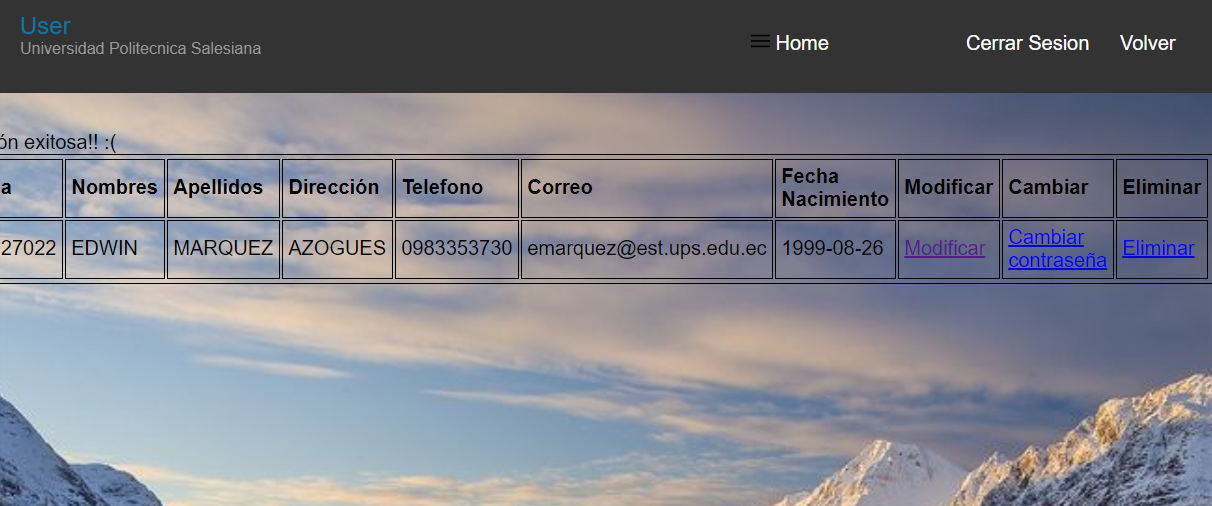 User
Universidad Politecnica Salesiana
Home Cerrar Sesion Volver
ón exitosa!! :(
a Nombres Apellidos Dirección Telefono Correo Fecha Nacimiento Modificar Cambiar Eliminar
27022 EDWIN MARQUEZ AZOGUES 0983353730 emarquez@est.ups.edu.ec 1999-08-26 Modificar Cambiar contraseña Eliminar